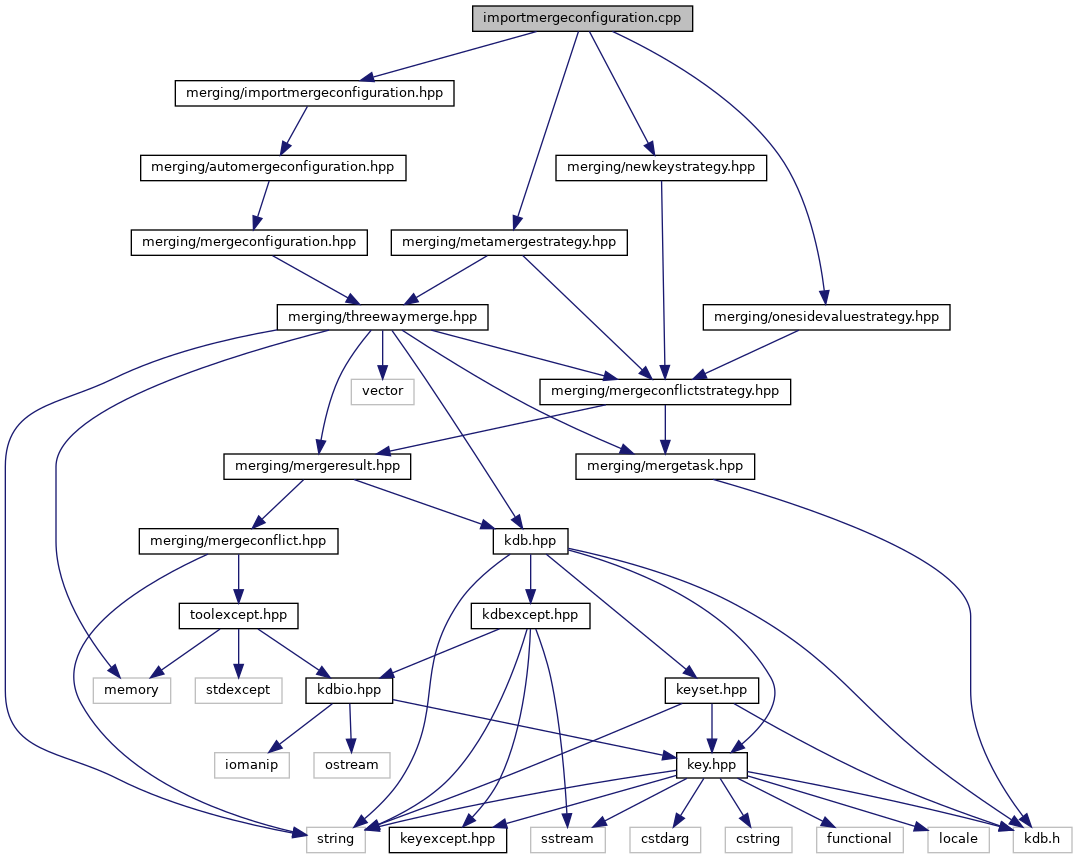 importmergeconfiguration.cpp
merging/importmergeconfiguration.hpp
merging/automergeconfiguration.hpp
merging/newkeystrategy.hpp
merging/mergeconfiguration.hpp
merging/metamergestrategy.hpp
merging/threewaymerge.hpp
merging/onesidevaluestrategy.hpp
vector
merging/mergeconflictstrategy.hpp
merging/mergeresult.hpp
merging/mergetask.hpp
merging/mergeconflict.hpp
kdb.hpp
toolexcept.hpp
kdbexcept.hpp
memory
stdexcept
kdbio.hpp
keyset.hpp
iomanip
ostream
key.hpp
string
keyexcept.hpp
sstream
cstdarg
cstring
functional
locale
kdb.h